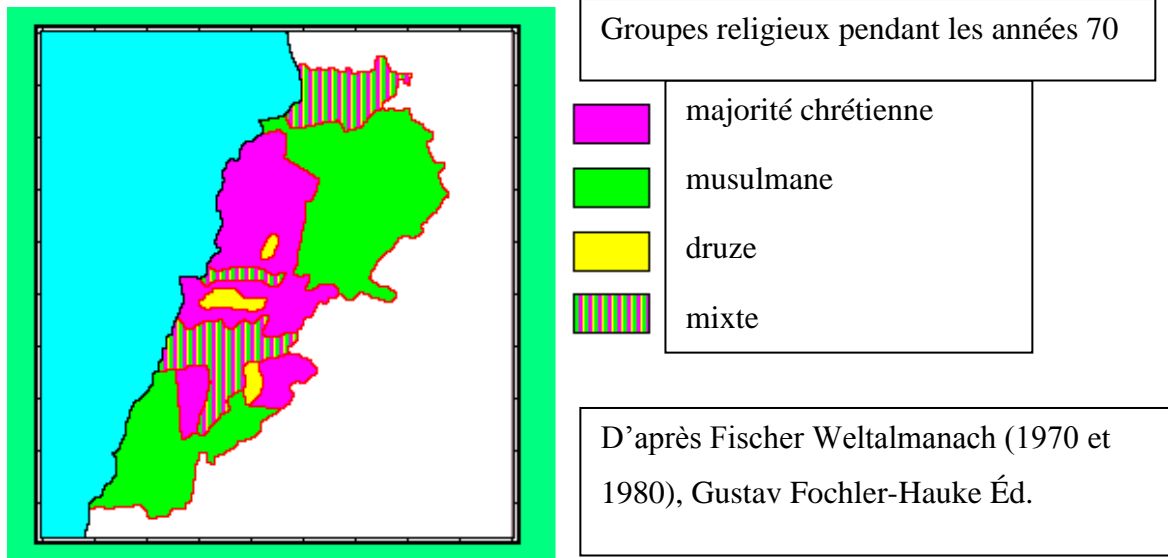 Groupes religieux pendant les années 70
majorité chrétienne
musulmane
druze
mixte
D’après Fischer Weltalmanach (1970 et
1980), Gustav Fochler-Hauke Éd.